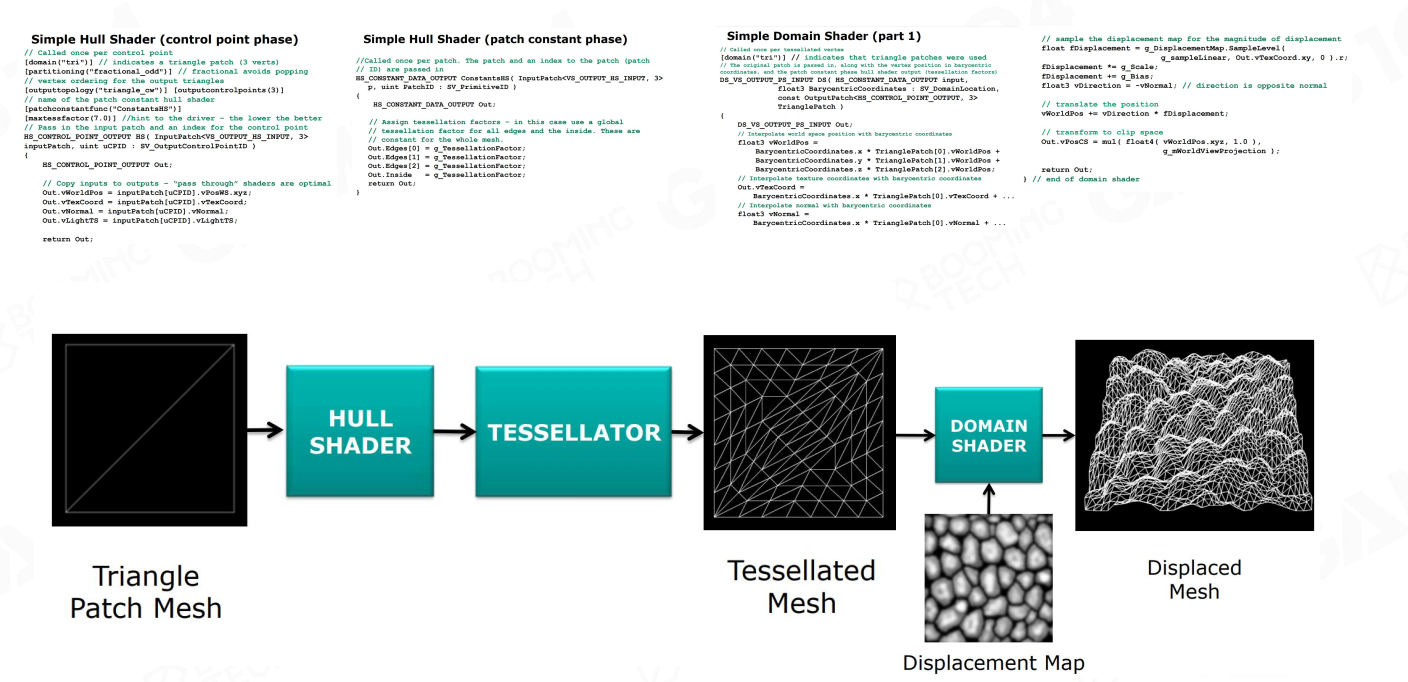 Simple Hull Shader (control point phase)
// Called once per control point
[domain("tri")] // indicates a triangle patch (3 verts)
[partitioning("fractional_odd")] // fractional avoids popping
// vertex ordering for the output triangles
[outputtopology("triangle_cw")] [outputcontrolpoints(3)]
// name of the patch constant hull shader
[patchconstantfunc("ConstantsHS")]
[maxtessfactor(7.0)] //hint to the driver – the lower the better
// Pass in the input patch and an index for the control point
HS_CONTROL_POINT_OUTPUT HS( InputPatch<VS_OUTPUT_HS_INPUT, 3>
inputPatch, uint uCPID : SV_OutputControlPointID )
{
HS_CONTROL_POINT_OUTPUT Out;
// Copy inputs to outputs – "pass through" shaders are optimal
Out.vWorldPos = inputPatch[uCPID].vPosWS.xyz;
Out.vTexCoord = inputPatch[uCPID].vTexCoord;
Out.vNormal = inputPatch[uCPID].vNormal;
Out.vLightTS = inputPatch[uCPID].vLightTS;
return Out;
Simple Hull Shader (patch constant phase)
//Called once per patch. The patch and an index to the patch (patch
// ID) are passed in
HS_CONSTANT_DATA_OUTPUT ConstantsHS( InputPatch<VS_OUTPUT_HS_INPUT, 3>
p, uint PatchID : SV_PrimitiveID )
{
HS_CONSTANT_DATA_OUTPUT Out;
// Assign tessellation factors – in this case use a global
// tessellation factor for all edges and the inside. These are
// constant for the whole mesh.
Out.Edges[0] = g_TessellationFactor;
Out.Edges[1] = g_TessellationFactor;
Out.Edges[2] = g_TessellationFactor;
Out.Inside = g_TessellationFactor;
return Out;
}
Simple Domain Shader (part 1)
// Called once per tessellated vertex
[domain("tri")] // indicates that triangle patches were used
// The original patch is passed in, along with the vertex position in barycentric
coordinates, and the patch constant phase hull shader output (tessellation factors)
DS_VS_OUTPUT_PS_INPUT DS( HS_CONSTANT_DATA_OUTPUT input,
float3 BarycentricCoordinates : SV_DomainLocation,
const OutputPatch<HS_CONTROL_POINT_OUTPUT, 3>
TrianglePatch )
{
DS_VS_OUTPUT_PS_INPUT Out;
// Interpolate world space position with barycentric coordinates
float3 vWorldPos =
BarycentricCoordinates.x * TrianglePatch[0].vWorldPos +
BarycentricCoordinates.y * TrianglePatch[1].vWorldPos +
BarycentricCoordinates.z * TrianglePatch[2].vWorldPos;
// Interpolate texture coordinates with barycentric coordinates
Out.vTexCoord =
BarycentricCoordinates.x * TrianglePatch[0].vTexCoord + ...
// Interpolate normal with barycentric coordinates
float3 vNormal =
BarycentricCoordinates.x * TrianglePatch[0].vNormal + ...
// sample the displacement map for the magnitude of displacement
float fDisplacement = g_DisplacementMap.SampleLevel(
g_sampleLinear, Out.vTexCoord.xy, 0 ).r;
fDisplacement *= g_Scale;
fDisplacement += g_Bias;
float3 vDirection = -vNormal; // direction is opposite normal
// translate the position
vWorldPos += vDirection * fDisplacement;
// transform to clip space
Out.vPosCS = mul( float4( vWorldPos.xyz, 1.0 ),
g_mWorldViewProjection );
return Out;
} // end of domain shader
HULL
SHADER
TESSELLATOR
DOMAIN
SHADER
Triangle
Patch Mesh
Tessellated
Mesh
Displaced
Mesh
Displacement Map
BOOMING
TECH